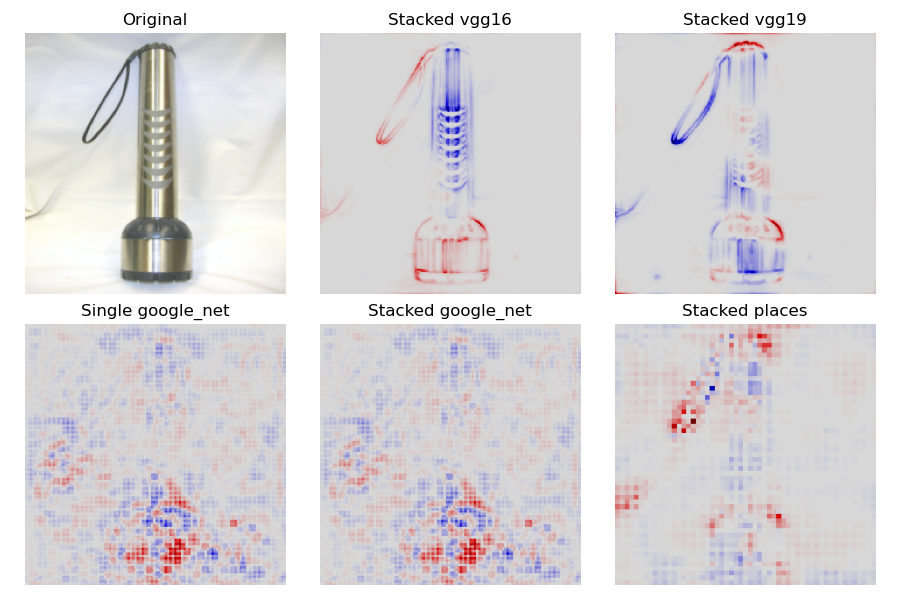 Original
Stacked vgg16
Stacked vgg19
Single google_net
Stacked google_net
Stacked places